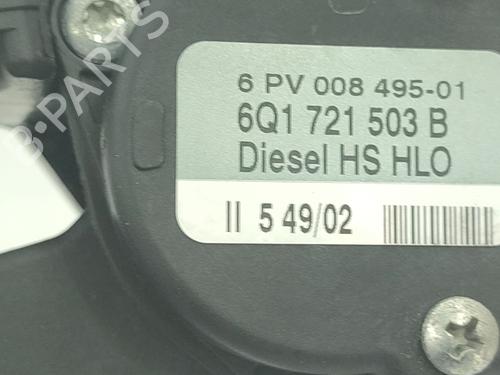 6 PV 008 495-01
6Q1 721 503 B
Diesel HS HLO
II 5 49/02
B-PARTS